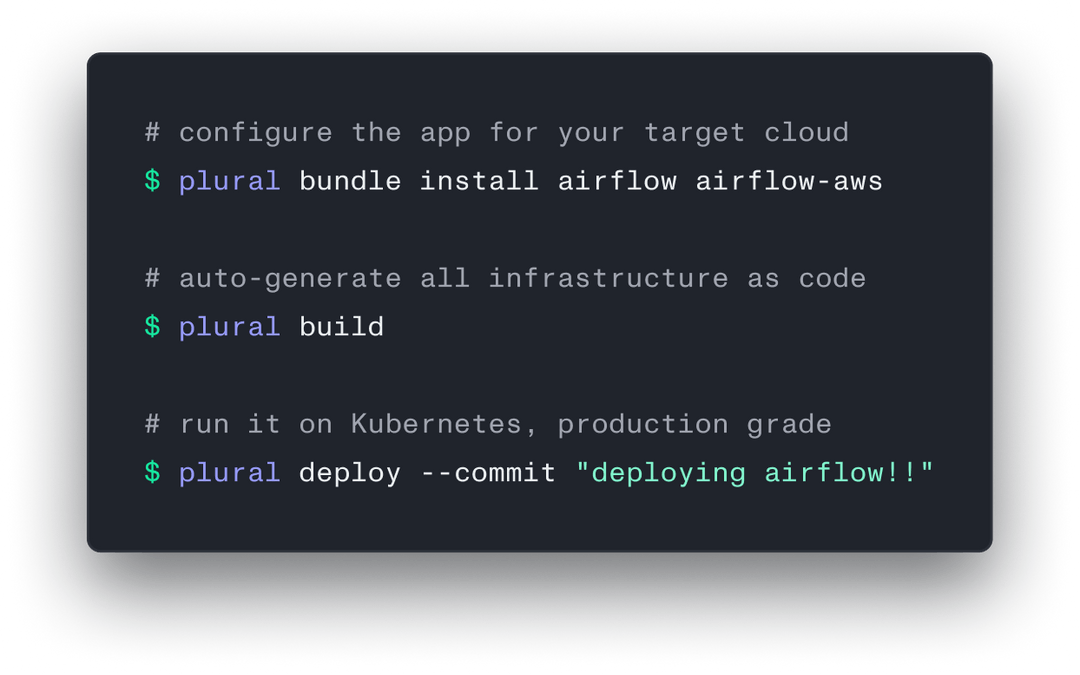 # configure the app for your target cloud
$ plural bundle install airflow airflow-aws
# auto-generate all infrastructure as code
$ plural build
# run it on Kubernetes, production grade
$ plural deploy --commit "deploying airflow!!"